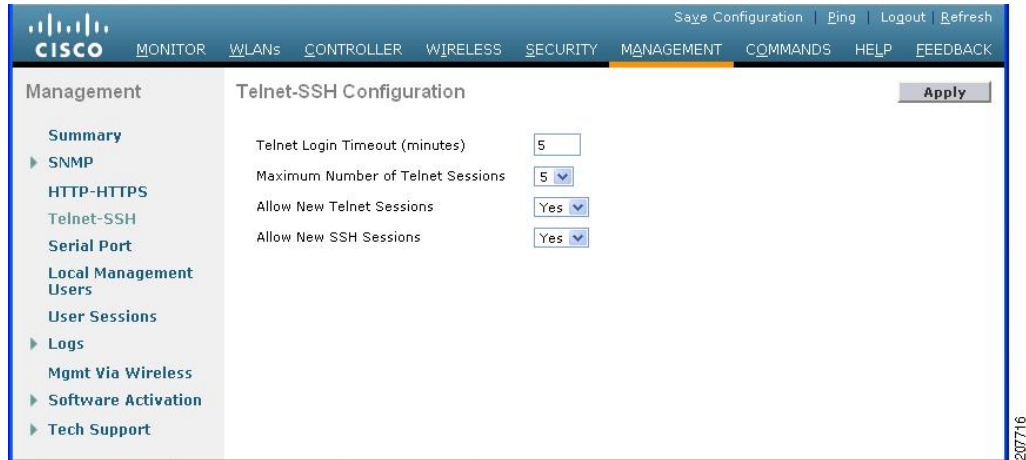 Save Configuration | Ping | Logout | Refresh
CISCO MONITOR WLANs CONTROLLER WIRELESS SECURITY MANAGEMENT COMMANDS HELP FEEDBACK
Management
Summary
SNMP
HTTP-HTTPS
Telnet-SSH
Serial Port
Local Management
Users
User Sessions
Logs
Mgmt Via Wireless
Software Activation
Tech Support
Telnet-SSH Configuration
Apply
Telnet Login Timeout (minutes) 5
Maximum Number of Telnet Sessions 5
Allow New Telnet Sessions Yes
Allow New SSH Sessions Yes
207716